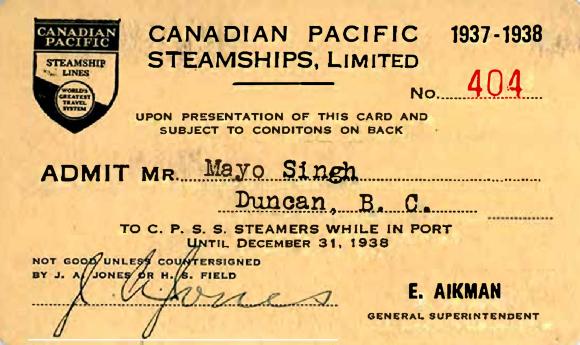 CANADIAN PACIFIC
STEAMSHIP LINES
WORLD'S GREATEST TRAVEL SYSTEM
CANADIAN PACIFIC 1937-1938
STEAMSHIPS, LIMITED
No. 404
UPON PRESENTATION OF THIS CARD AND
SUBJECT TO CONDITONS ON BACK
ADMIT MR. Mayo Singh
Duncan, B. C.
TO C. P. S. S. STEAMERS WHILE IN PORT
UNTIL DECEMBER 31, 1938
NOT GOOD UNLESS COUNTERSIGNED
BY J. A. JONES OR H. S. FIELD
J. A. Jones
E. AIKMAN
GENERAL SUPERINTENDENT